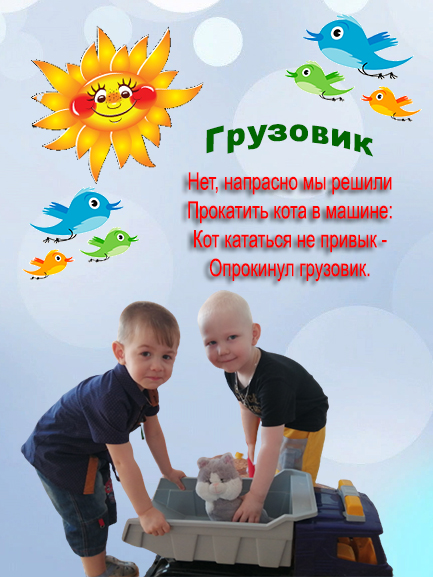 Грузовик
Нет, напрасно мы решили
Прокатить кота в машине:
Кот кататься не привык -
Опрокинул грузовик.